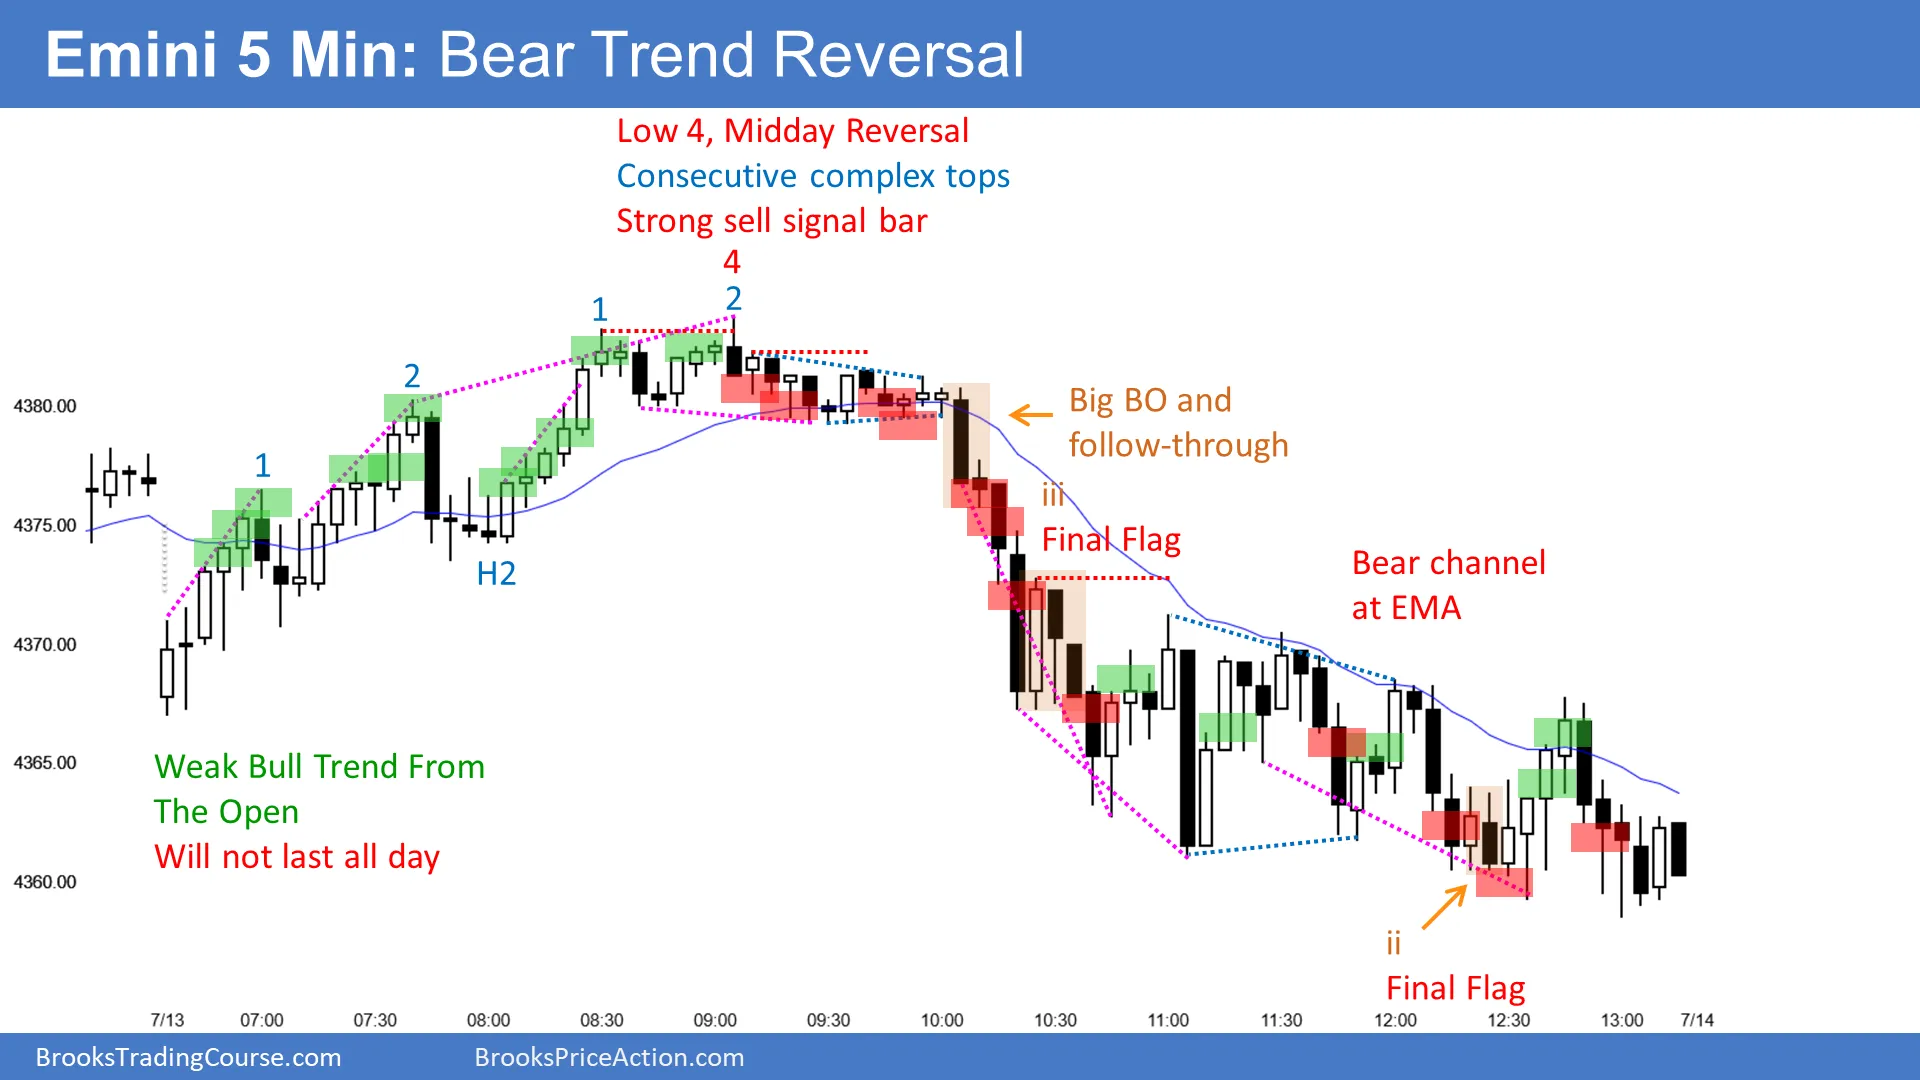 Emini 5 Min: Bear Trend Reversal
Low 4, Midday Reversal
Consecutive complex tops
Strong sell signal bar
4
2
1
2
1
H2
Big BO and
follow-through
iii
Final Flag
Bear channel
at EMA
Weak Bull Trend From
The Open
Will not last all day
ii
Final Flag
4380.00
4375.00
4370.00
4365.00
4360.00
7/13 07:00 07:30 08:00 08:30 09:00 09:30 10:00 10:30 11:00 11:30 12:00 12:30 13:00 7/14
BrooksTradingCourse.com BrooksPriceAction.com